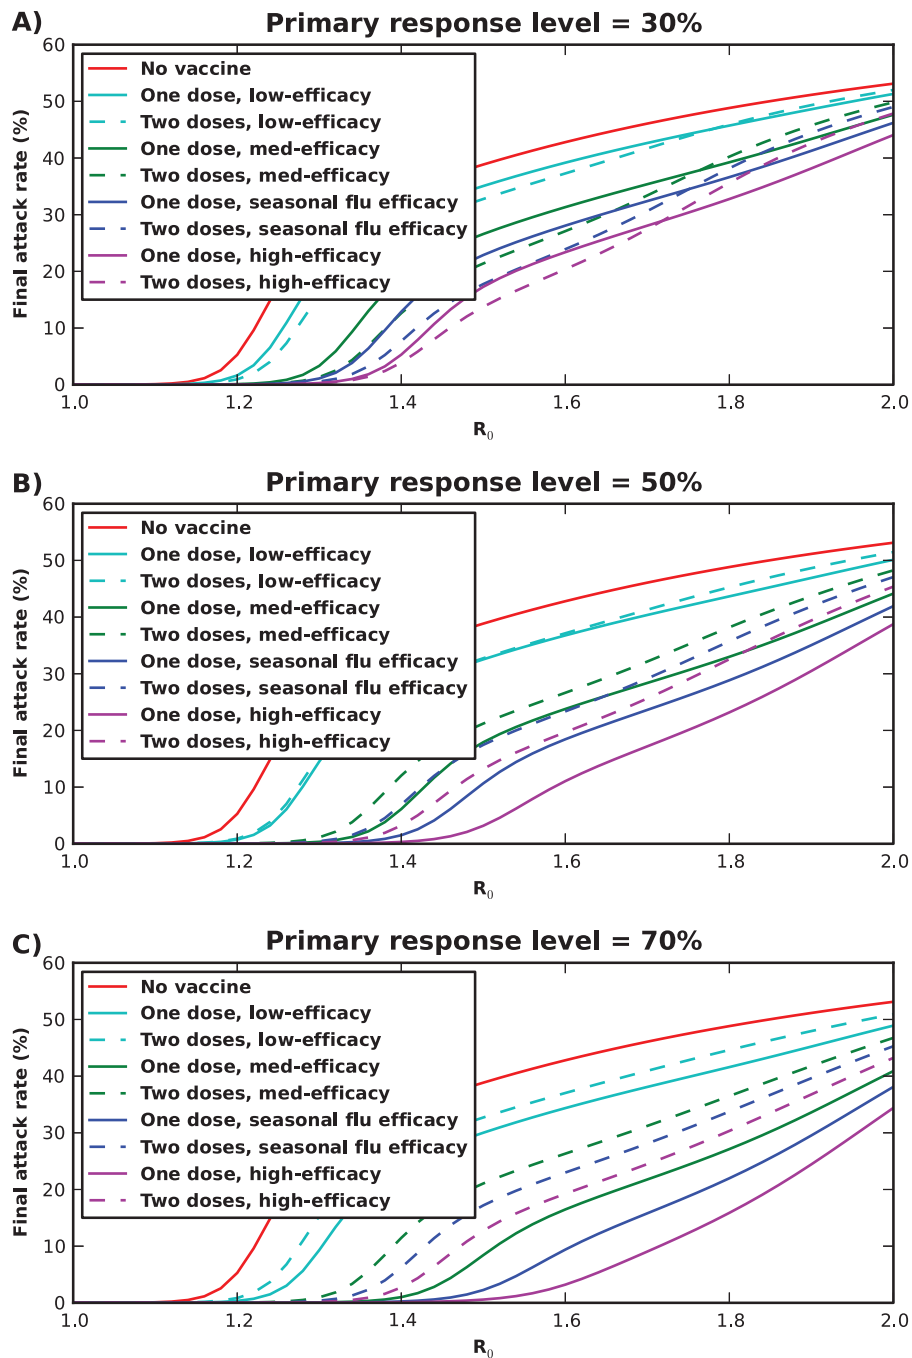 A)
Primary response level = 30%
Final attack rate (%)
60
50
40
30
20
10
0
No vaccine
One dose, low-efficacy
Two doses, low-efficacy
One dose, med-efficacy
Two doses, med-efficacy
One dose, seasonal flu efficacy
Two doses, seasonal flu efficacy
One dose, high-efficacy
Two doses, high-efficacy
1.0 1.2 1.4 1.6 1.8 2.0
R0
B)
Primary response level = 50%
Final attack rate (%)
60
50
40
30
20
10
0
No vaccine
One dose, low-efficacy
Two doses, low-efficacy
One dose, med-efficacy
Two doses, med-efficacy
One dose, seasonal flu efficacy
Two doses, seasonal flu efficacy
One dose, high-efficacy
Two doses, high-efficacy
1.0 1.2 1.4 1.6 1.8 2.0
R0
C)
Primary response level = 70%
Final attack rate (%)
60
50
40
30
20
10
0
No vaccine
One dose, low-efficacy
Two doses, low-efficacy
One dose, med-efficacy
Two doses, med-efficacy
One dose, seasonal flu efficacy
Two doses, seasonal flu efficacy
One dose, high-efficacy
Two doses, high-efficacy
1.0 1.2 1.4 1.6 1.8 2.0
R0